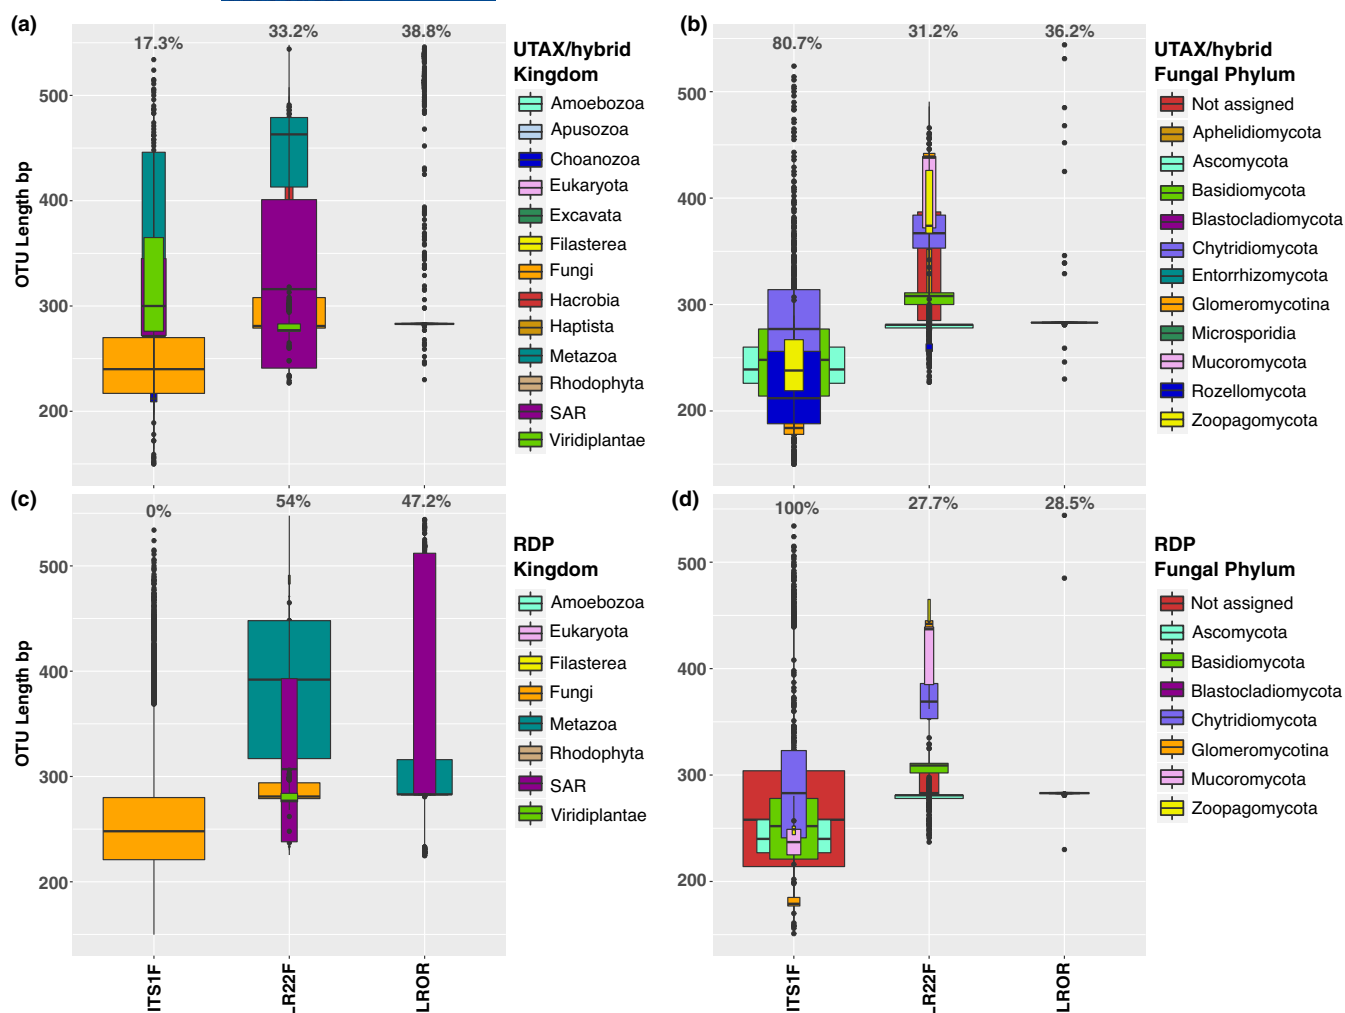 (a)
17.3%
33.2%
38.8%
500
400
300
200
OTU Length bp
UTAX/hybrid
Kingdom
Amoebozoa
Apusozoa
Choanozoa
Eukaryota
Excavata
Filasterea
Fungi
Hacrobia
Haptista
Metazoa
Rhodophyta
SAR
Viridiplantae
(b)
80.7%
31.2%
36.2%
500
400
300
200
UTAX/hybrid
Fungal Phylum
Not assigned
Aphelidiomycota
Ascomycota
Basidiomycota
Blastocladiomycota
Chytridiomycota
Entorrhizomycota
Glomeromycotina
Microsporidia
Mucoromycota
Rozellomycota
Zoopagomycota
(c)
0%
54%
47.2%
500
400
300
200
OTU Length bp
ITS1F
LR22F
LROR
RDP
Kingdom
Amoebozoa
Eukaryota
Filasterea
Fungi
Metazoa
Rhodophyta
SAR
Viridiplantae
(d)
100%
27.7%
28.5%
500
400
300
200
ITS1F
LR22F
LROR
RDP
Fungal Phylum
Not assigned
Ascomycota
Basidiomycota
Blastocladiomycota
Chytridiomycota
Glomeromycotina
Mucoromycota
Zoopagomycota